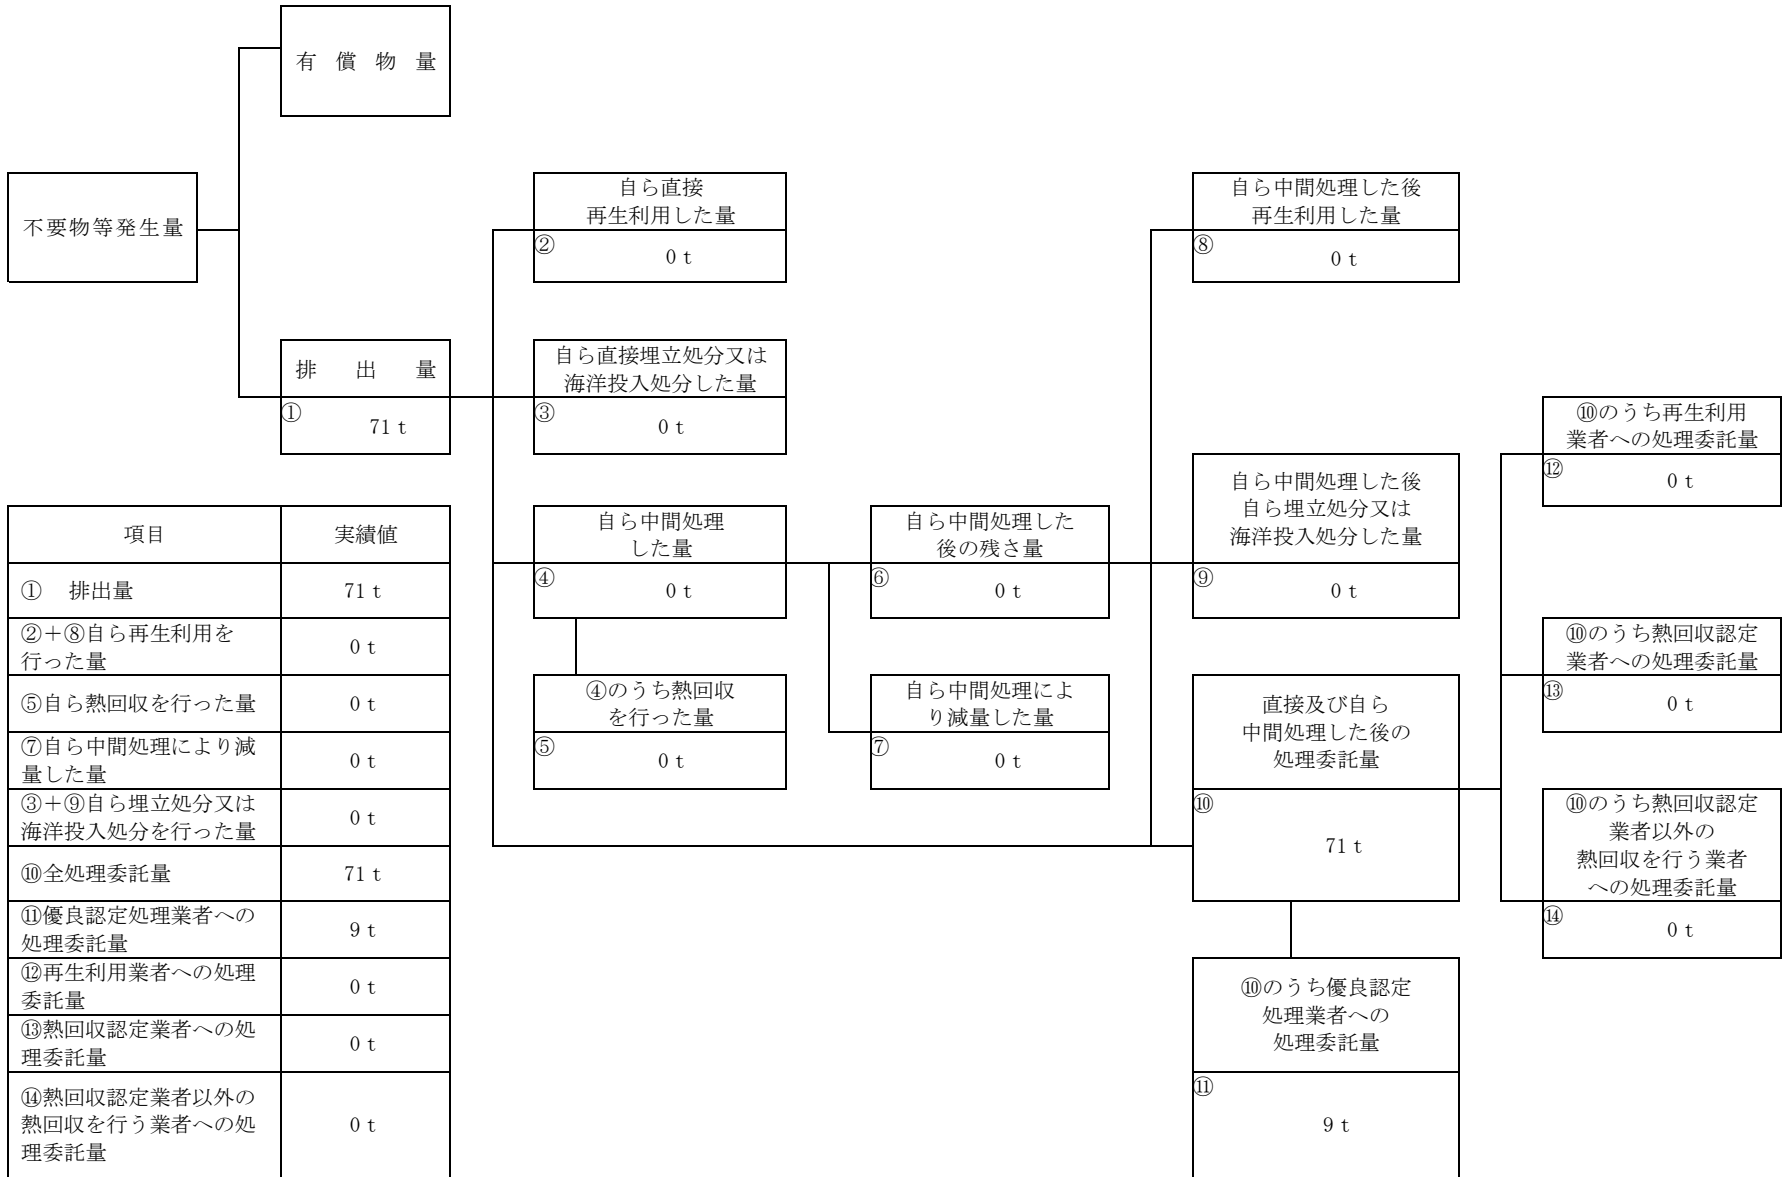 有 償 物 量
不要物等発生量
自ら直接
再生利用した量
②
0 t
自ら中間処理した後
再生利用した量
⑧
0 t
排 出 量
①
71 t
自ら直接埋立処分又は
海洋投入処分した量
③
0 t
⑩のうち再生利用
業者への処理委託量
⑫
0 t
自ら中間処理
した量
④
0 t
自ら中間処理した
後の残さ量
⑥
0 t
自ら中間処理した後
自ら埋立処分又は
海洋投入処分した量
⑨
0 t
⑩のうち熱回収認定
業者への処理委託量
⑬
0 t
④のうち熱回収
を行った量
⑤
0 t
自ら中間処理によ
り減量した量
⑦
0 t
直接及び自ら
中間処理した後の
処理委託量
⑩
71 t
⑩のうち熱回収認定
業者以外の
熱回収を行う業者
への処理委託量
⑭
0 t
⑩のうち優良認定
処理業者への
処理委託量
⑪
9 t
項目 実績値
① 排出量 71 t
②＋⑧自ら再生利用を
行った量
0 t
⑤自ら熱回収を行った量 0 t
⑦自ら中間処理により減
量した量
0 t
③＋⑨自ら埋立処分又は
海洋投入処分を行った量
0 t
⑩全処理委託量 71 t
⑪優良認定処理業者への
処理委託量
9 t
⑫再生利用業者への処理
委託量
0 t
⑬熱回収認定業者への処
理委託量
0 t
⑭熱回収認定業者以外の
熱回収を行う業者への処
理委託量
0 t